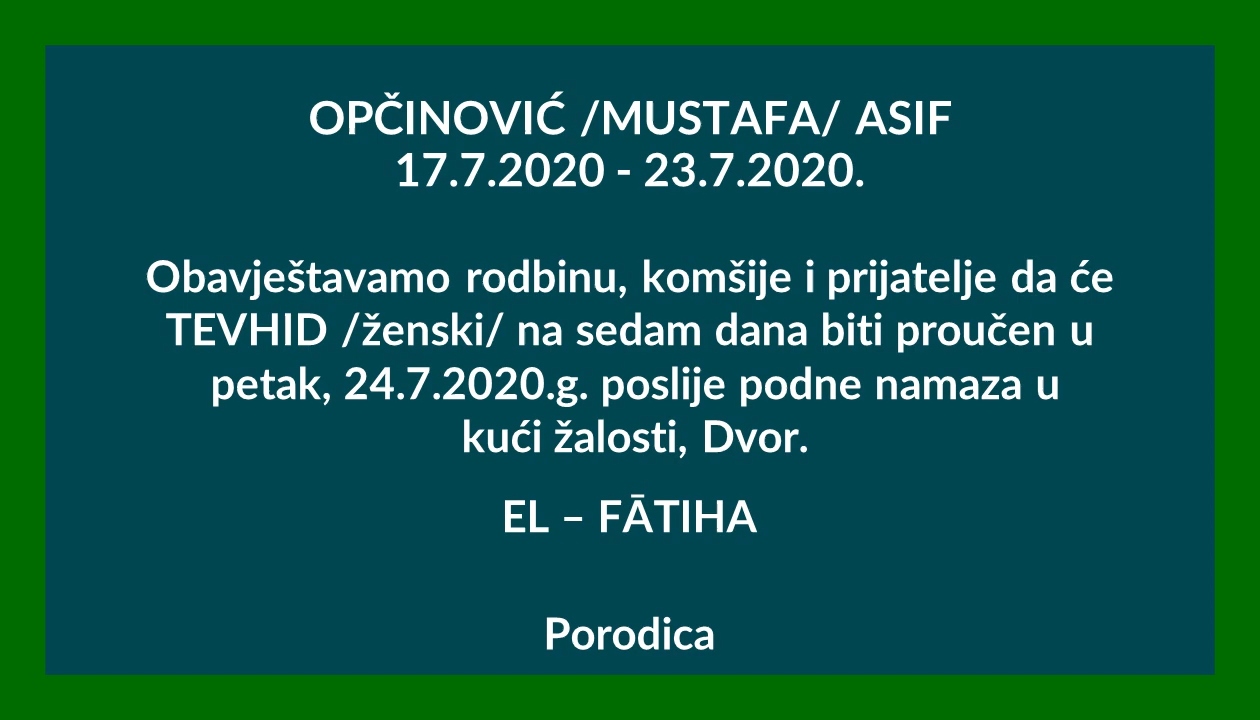 OPČINOVIĆ /MUSTAFA/ ASIF
17.7.2020 - 23.7.2020.
Obavještavamo rodbinu, komšije i prijatelje da će
TEVHID /ženski/ na sedam dana biti proučen u
petak, 24.7.2020.g. poslije podne namaza u
kući žalosti, Dvor.
EL – FĀTIHA
Porodica